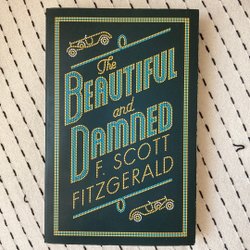 The
BEAUTIFUL
and
DAMNED
F. SCOTT
FITZGERALD